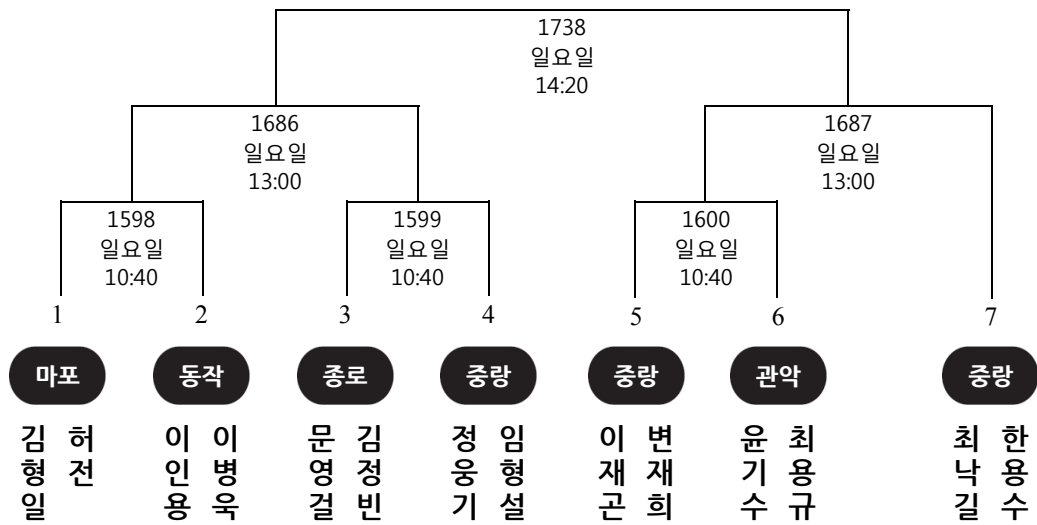 1738
일요일
14:20
1686
일요일
13:00
1687
일요일
13:00
1598
일요일
10:40
1599
일요일
10:40
1600
일요일
10:40
1 2 3 4 5 6 7
마포 동작 종로 중랑 중랑 관악 중랑
김형일 허전
이인용 이병욱
문영걸 김정빈
정웅기 임형설
이재곤 변재희
윤기수 최용규
최낙길 한용수